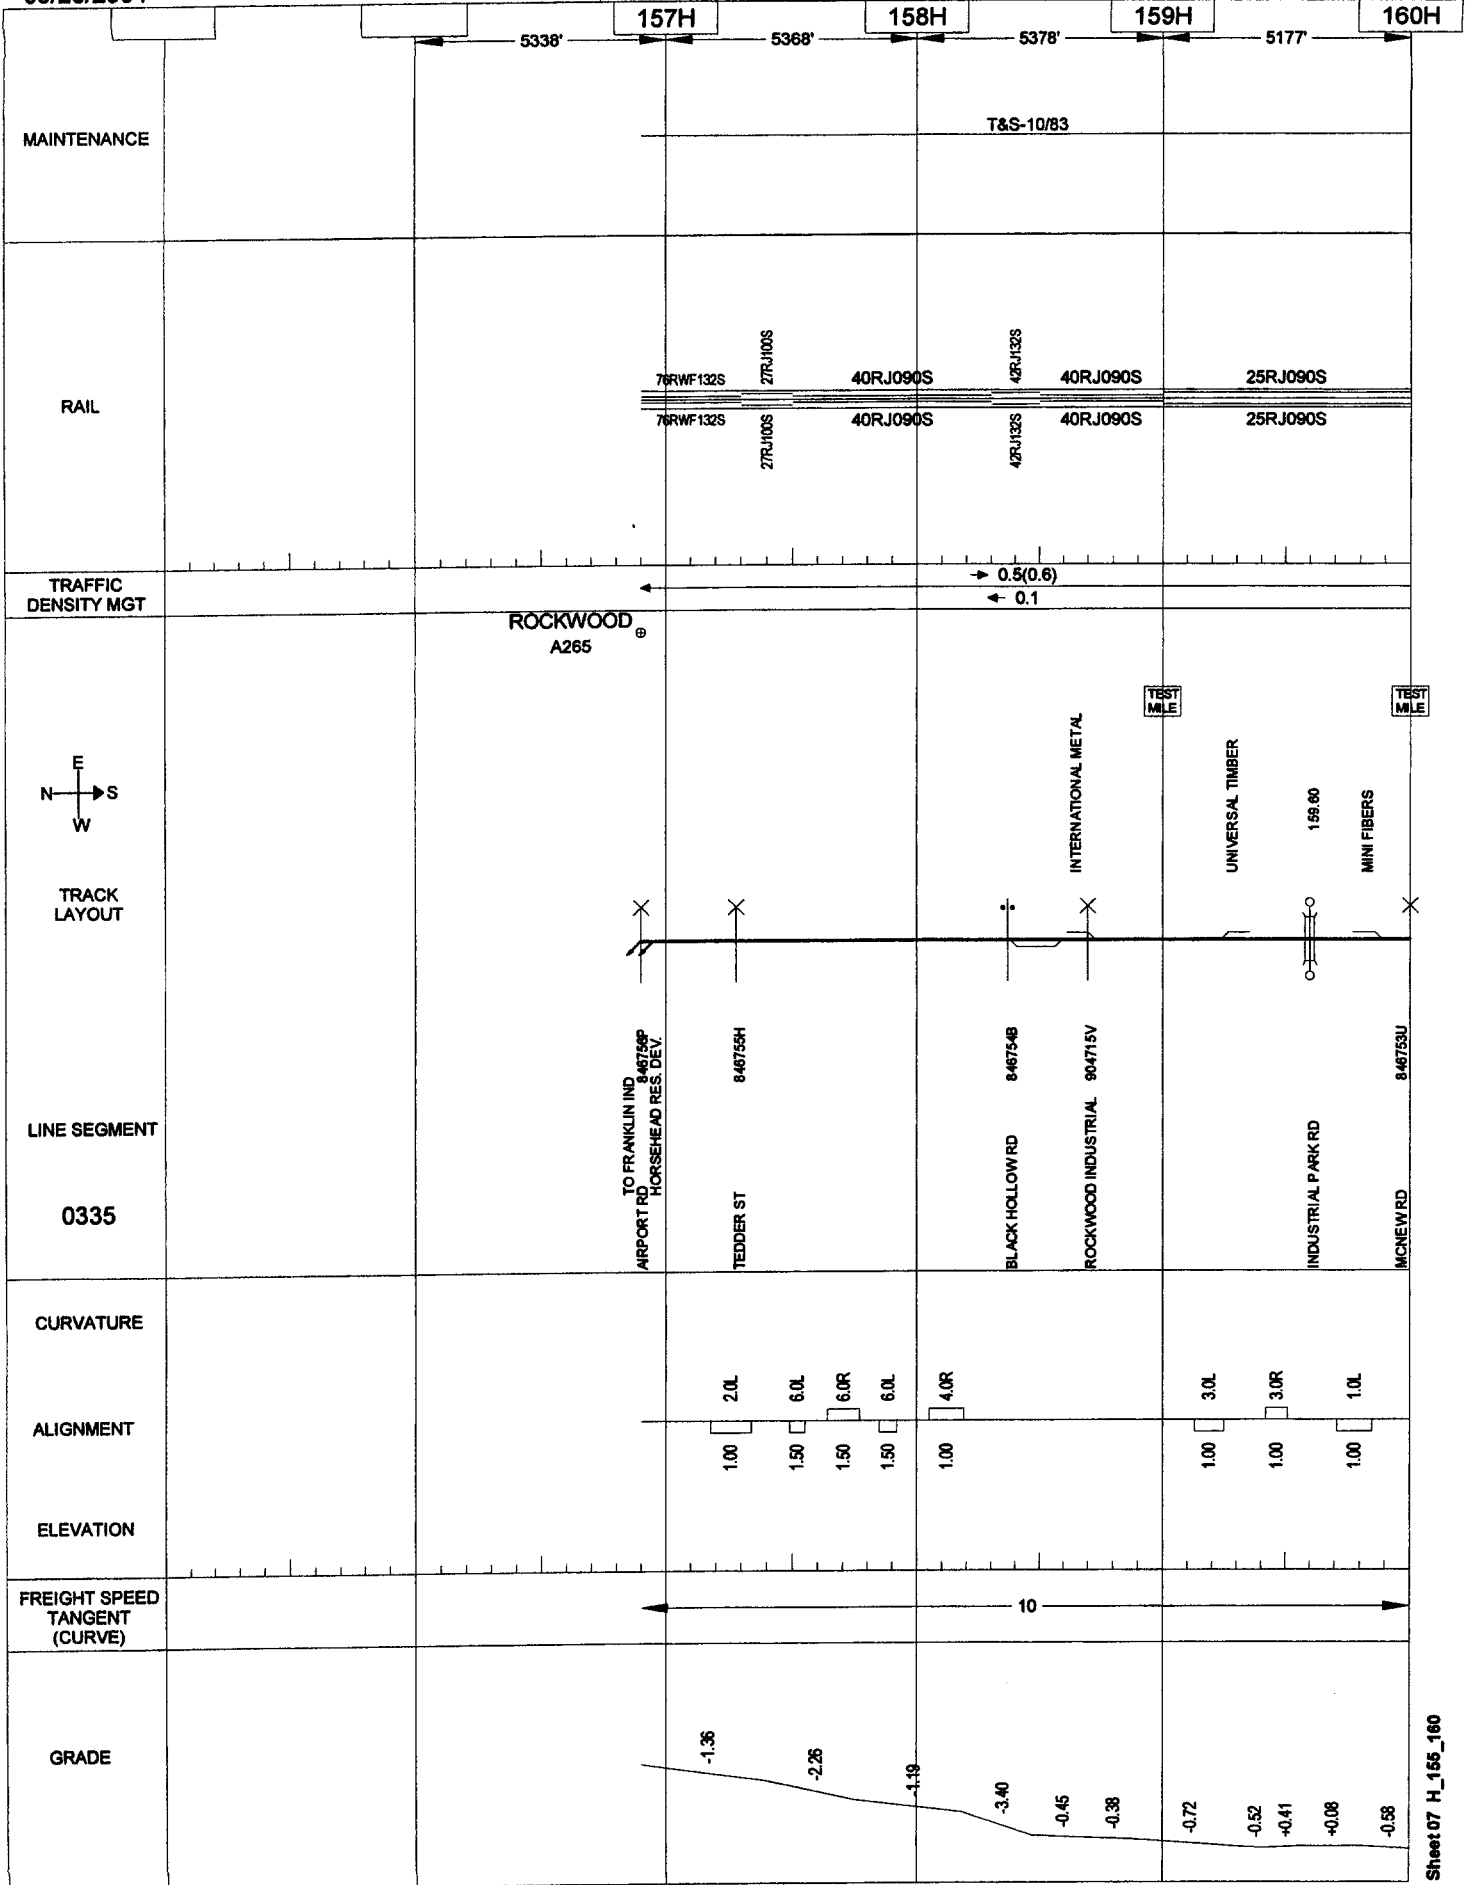 157H 158H 159H 160H
5338' 5368' 5378' 5177'
MAINTENANCE
T&S-10/83
RAIL
76RWF132S 27RJ100S 40RJ090S 42RJ132S 40RJ090S 25RJ090S
76RWF132S 27RJ100S 40RJ090S 42RJ132S 40RJ090S 25RJ090S
TRAFFIC
DENSITY MGT
0.5(0.6)
0.1
ROCKWOOD
A265
TEST
MILE
TEST
MILE
E
N S
W
INTERNATIONAL METAL
UNIVERSAL TIMBER
159.60
MINI FIBERS
TRACK
LAYOUT
LINE SEGMENT
0335
TO FRANKLIN IND
AIRPORT RD 846756P
HORSEHEAD RES. DEV.
TEDDER ST 846755H
BLACK HOLLOW RD 846754B
ROCKWOOD INDUSTRIAL 904715V
INDUSTRIAL PARK RD
MCNEW RD 846753U
CURVATURE
2.0L 6.0L 6.0R 6.0L 4.0R 3.0L 3.0R 1.0L
ALIGNMENT
1.00 1.50 1.50 1.50 1.00 1.00 1.00 1.00
ELEVATION
FREIGHT SPEED
TANGENT
(CURVE)
10
GRADE
-1.36 -2.26 -1.19 -3.40 -0.45 -0.38 -0.72 -0.52 +0.41 +0.08 -0.58
Sheet 07 H_155_160